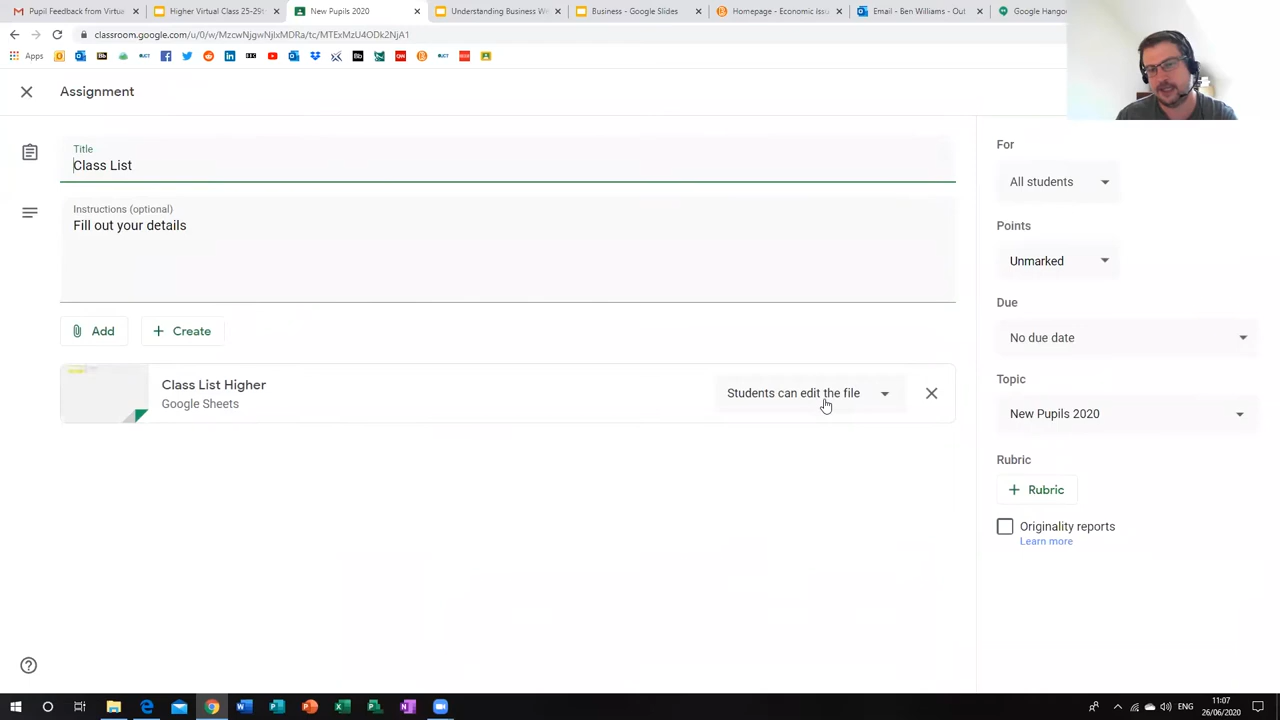 Pupil Feedback from Virtu
Higher Virtual Class 25-25t
New Pupils 2020
Understanding Business W
Business - Google Slides
Homepage - Economic Issu
Email - Ben Williams - Out
Google Hang
classroom.google.com/u/0/w/MzcwNjgwNjIxMDRa/tc/MTExMzU4ODk2NjA1
Apps
Assignment
Title
Class List
Instructions (optional)
Fill out your details
Add
Create
Class List Higher
Google Sheets
Students can edit the file
For
All students
Points
Unmarked
Due
No due date
Topic
New Pupils 2020
Rubric
Rubric
Originality reports
Learn more
ENG
11:07
26/06/2020